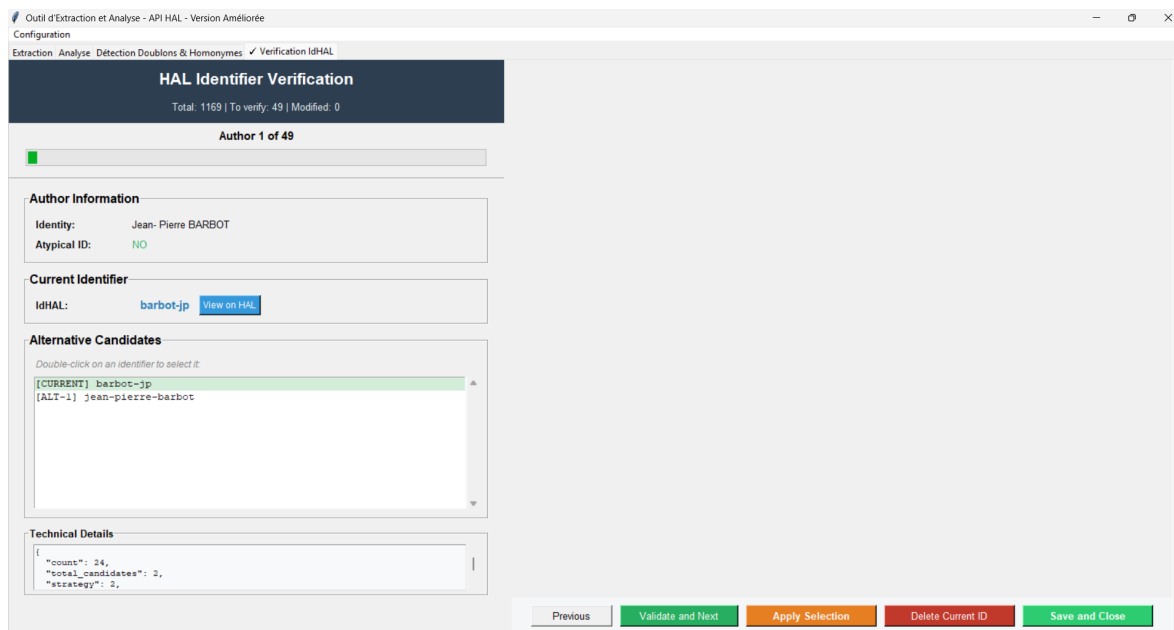 Outil d'Extraction et Analyse - API HAL - Version Améliorée
Configuration
Extraction Analyse Détection Doublons & Homonymes ✓ Verification IdHAL
HAL Identifier Verification
Total: 1169 | To verify: 49 | Modified: 0
Author 1 of 49
Author Information
Identity: Jean- Pierre BARBOT
Atypical ID: NO
Current Identifier
IdHAL: barbot-jp View on HAL
Alternative Candidates
Double-click on an identifier to select it:
[CURRENT] barbot-jp
[ALT-1] jean-pierre-barbot
Technical Details
{
"count": 24,
"total_candidates": 2,
"strategy": 2,
Previous Validate and Next Apply Selection Delete Current ID Save and Close